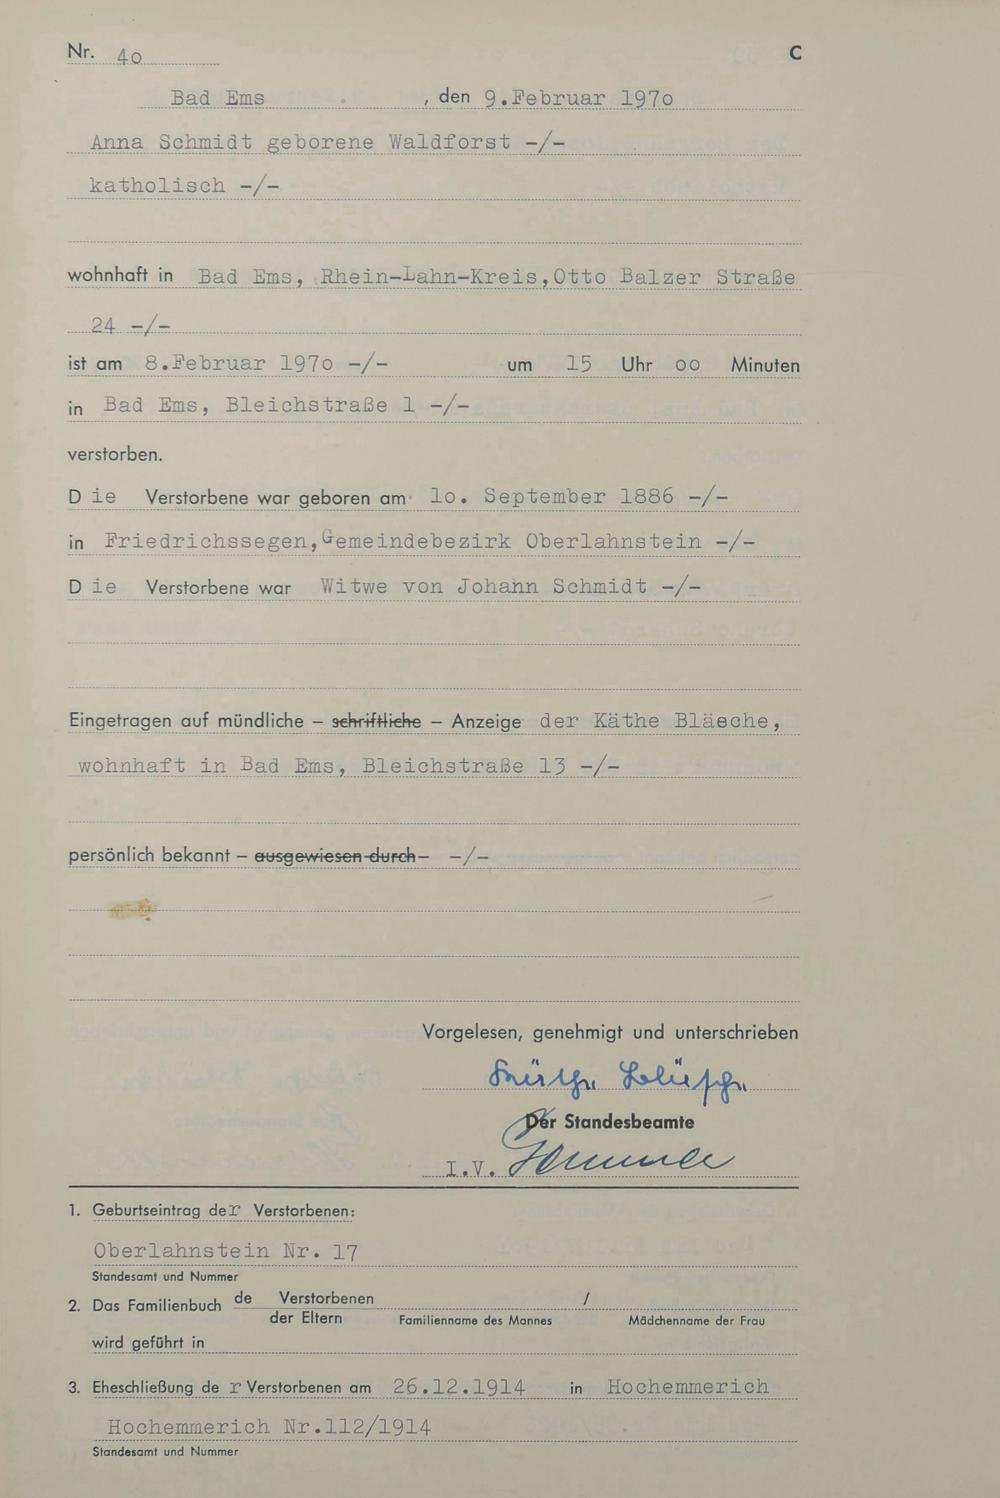 Nr. 4o C
Bad Ems , den 9.Februar 197o
Anna Schmidt geborene Waldforst -/-
katholisch -/-
wohnhaft in Bad Ems, Rhein-Lahn-Kreis,Otto Balzer Straße
24 -/-
ist am 8.Februar 197o -/- um 15 Uhr oo Minuten
in Bad Ems, Bleichstraße 1 -/-
verstorben.
D ie Verstorbene war geboren am lo. September 1886 -/-
in Friedrichssegen,Gemeindebezirk Oberlahnstein -/-
D ie Verstorbene war Witwe von Johann Schmidt -/-
Eingetragen auf mündliche – schriftliche – Anzeige der Käthe Bläsche,
wohnhaft in Bad Ems, Bleichstraße 13 -/-
persönlich bekannt – ausgewiesen durch – -/-
Vorgelesen, genehmigt und unterschrieben
Käthe Bläsche
Der Standesbeamte
I.V.
1. Geburtseintrag der Verstorbenen:
Oberlahnstein Nr. 17
Standesamt und Nummer
2. Das Familienbuch de Verstorbenen /
der Eltern Familienname des Mannes Mädchenname der Frau
wird geführt in
3. Eheschließung de r Verstorbenen am 26.12.1914 in Hochemmerich
Hochemmerich Nr.112/1914
Standesamt und Nummer